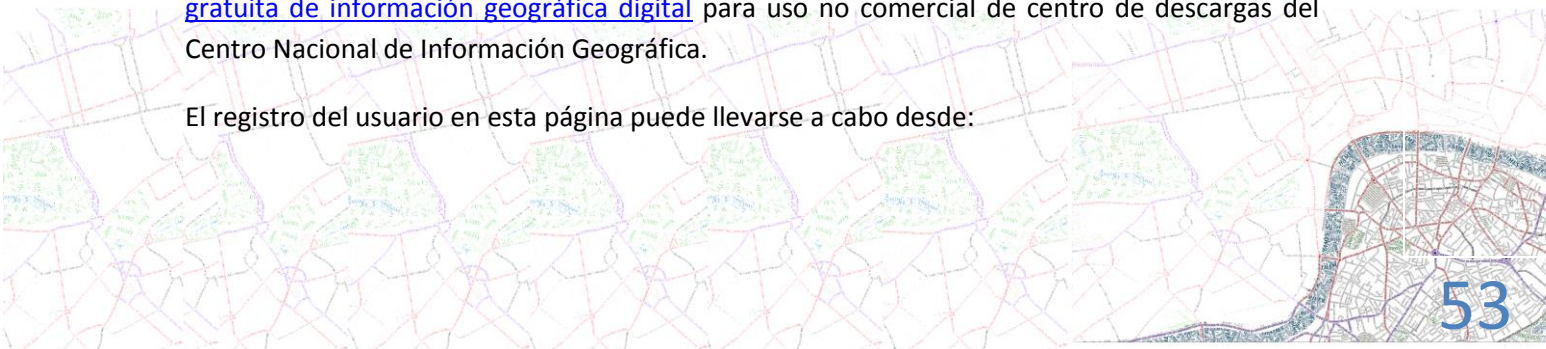 gratuita de información geográfica digital para uso no comercial de centro de descargas del
Centro Nacional de Información Geográfica.
El registro del usuario en esta página puede llevarse a cabo desde:
53